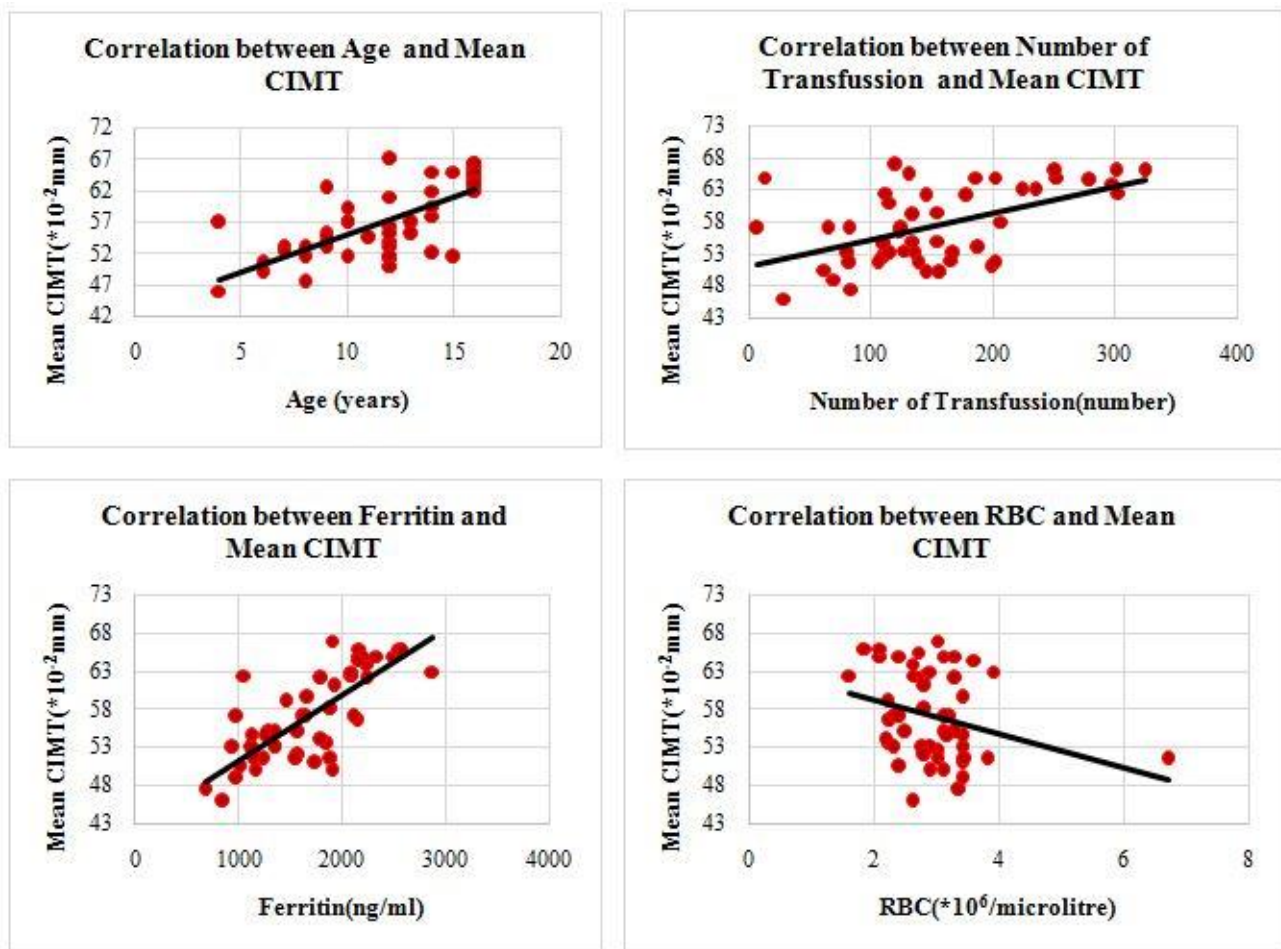 Correlation between Age and Mean
CIMT
Mean CIMT(*10-2mm)
72
67
62
57
52
47
42
0 5 10 15 20
Age (years)
Correlation between Number of
Transfussion and Mean CIMT
Mean CIMT(*10-2mm)
73
68
63
58
53
48
43
0 100 200 300 400
Number of Transfussion(number)
Correlation between Ferritin and
Mean CIMT
Mean CIMT(*10-2mm)
73
68
63
58
53
48
43
0 1000 2000 3000 4000
Ferritin(ng/ml)
Correlation between RBC and Mean
CIMT
Mean CIMT(*10-2mm)
73
68
63
58
53
48
43
0 2 4 6 8
RBC(*10⁶/microlitre)